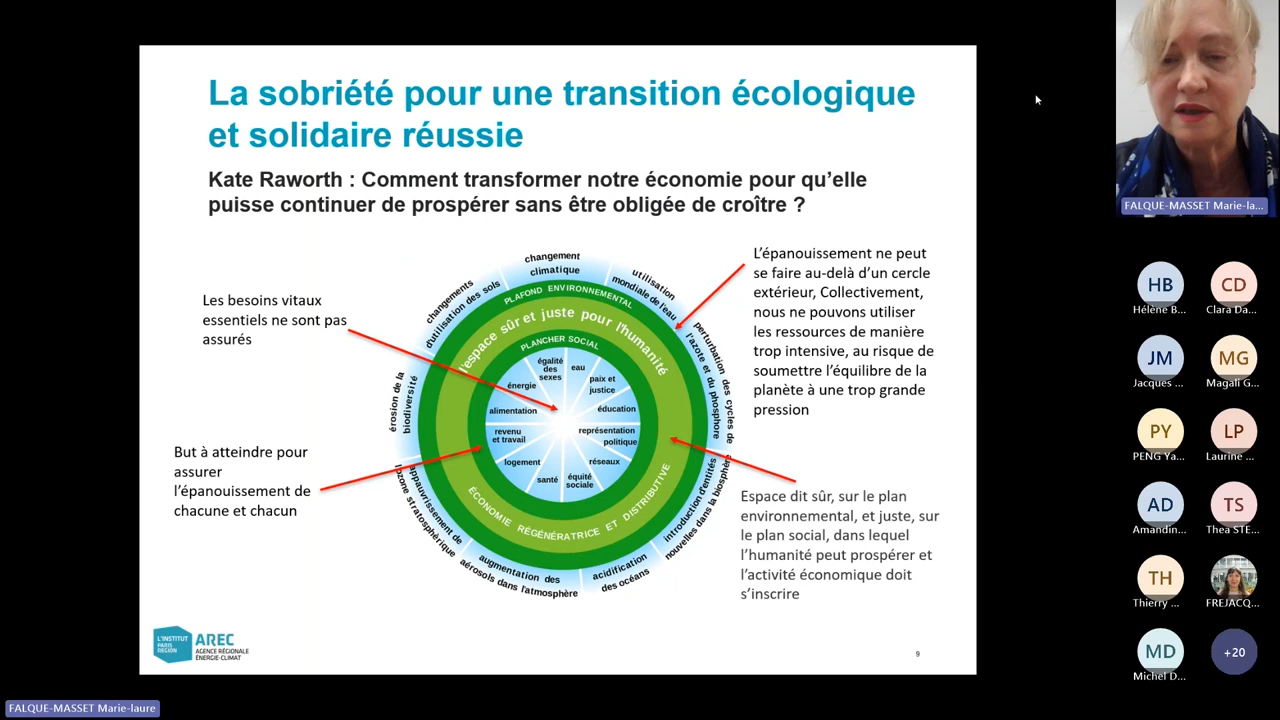 La sobriété pour une transition écologique
et solidaire réussie
Kate Raworth : Comment transformer notre économie pour qu’elle
puisse continuer de prospérer sans être obligée de croître ?
Les besoins vitaux
essentiels ne sont pas
assurés
But à atteindre pour
assurer
l’épanouissement de
chacune et chacun
changement
climatique
utilisation
mondiale de l'eau
perturbation des cycles de
l'azote et du phosphore
introduction d'entités
nouvelles dans la biosphère
acidification
des océans
augmentation des
aérosols dans l'atmosphère
appauvrissement de
l'ozone stratosphérique
érosion de la
biodiversité
changements
d'utilisation des sols
PLAFOND ENVIRONNEMENTAL
l'espace sûr et juste pour l'humanité
PLANCHER SOCIAL
égalité
des
sexes
eau
paix et
justice
éducation
représentation
politique
réseaux
équité
sociale
santé
logement
revenu
et travail
alimentation
énergie
ÉCONOMIE RÉGÉNÉRATRICE ET DISTRIBUTIVE
L’épanouissement ne peut
se faire au-delà d’un cercle
extérieur, Collectivement,
nous ne pouvons utiliser
les ressources de manière
trop intensive, au risque de
soumettre l’équilibre de la
planète à une trop grande
pression
Espace dit sûr, sur le plan
environnemental, et juste, sur
le plan social, dans lequel
l’humanité peut prospérer et
l’activité économique doit
s’inscrire
L'INSTITUT
PARIS
REGION
AREC
AGENCE RÉGIONALE
ÉNERGIE-CLIMAT
9
FALQUE-MASSET Marie-la...
HB
Hélène B...
CD
Clara Da...
JM
Jacques ...
MG
Magali G...
PY
PENG Ya...
LP
Laurine ...
AD
Amandin...
TS
Thea STE...
TH
Thierry ...
FREJACQ...
MD
Michel D...
+20
FALQUE-MASSET Marie-laure